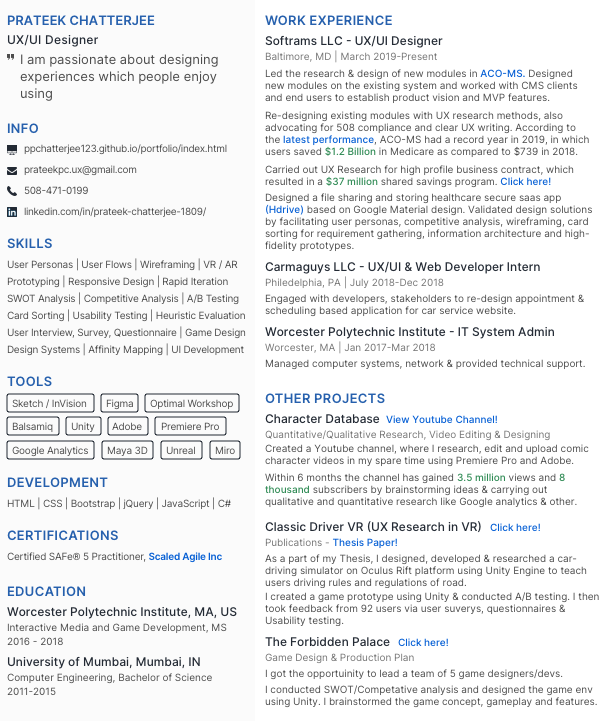 PRATEEK CHATTERJEE
UX/UI Designer
" I am passionate about designing
experiences which people enjoy
using
INFO
ppchatterjee123.github.io/portfolio/index.html
prateekpc.ux@gmail.com
508-471-0199
linkedin.com/in/prateek-chatterjee-1809/
SKILLS
User Personas | User Flows | Wireframing | VR / AR
Prototyping | Responsive Design | Rapid Iteration
SWOT Analysis | Competitive Analysis | A/B Testing
Card Sorting | Usability Testing | Heuristic Evaluation
User Interview, Survey, Questionnaire | Game Design
Design Systems | Affinity Mapping | UI Development
TOOLS
Sketch / InVision Figma Optimal Workshop
Balsamiq Unity Adobe Premiere Pro
Google Analytics Maya 3D Unreal Miro
DEVELOPMENT
HTML | CSS | Bootstrap | jQuery | JavaScript | C#
CERTIFICATIONS
Certified SAFe® 5 Practitioner, Scaled Agile Inc
EDUCATION
Worcester Polytechnic Institute, MA, US
Interactive Media and Game Development, MS
2016 - 2018
University of Mumbai, Mumbai, IN
Computer Engineering, Bachelor of Science
2011-2015
WORK EXPERIENCE
Softrams LLC - UX/UI Designer
Baltimore, MD | March 2019-Present
Led the research & design of new modules in ACO-MS. Designed
new modules on the existing system and worked with CMS clients
and end users to establish product vision and MVP features.
Re-designing existing modules with UX research methods, also
advocating for 508 compliance and clear UX writing. According to
the latest performance, ACO-MS had a record year in 2019, in which
users saved $1.2 Billion in Medicare as compared to $739 in 2018.
Carried out UX Research for high profile business contract, which
resulted in a $37 million shared savings program. Click here!
Designed a file sharing and storing healthcare secure saas app
(Hdrive) based on Google Material design. Validated design solutions
by facilitating user personas, competitive analysis, wireframing, card
sorting for requirement gathering, information architecture and high-
fidelity prototypes.
Carmaguys LLC - UX/UI & Web Developer Intern
Philedelphia, PA | July 2018-Dec 2018
Engaged with developers, stakeholders to re-design appointment &
scheduling based application for car service website.
Worcester Polytechnic Institute - IT System Admin
Worcester, MA | Jan 2017-Mar 2018
Managed computer systems, network & provided technical support.
OTHER PROJECTS
Character Database View Youtube Channel!
Quantitative/Qualitative Research, Video Editing & Designing
Created a Youtube channel, where I research, edit and upload comic
character videos in my spare time using Premiere Pro and Adobe.
Within 6 months the channel has gained 3.5 million views and 8
thousand subscribers by brainstorming ideas & carrying out
qualitative and quantitative research like Google analytics & other.
Classic Driver VR (UX Research in VR) Click here!
Publications - Thesis Paper!
As a part of my Thesis, I designed, developed & researched a car-
driving simulator on Oculus Rift platform using Unity Engine to teach
users driving rules and regulations of road.
I created a game prototype using Unity & conducted A/B testing. I then
took feedback from 92 users via user suverys, questionnaires &
Usability testing.
The Forbidden Palace Click here!
Game Design & Production Plan
I got the opportuinity to lead a team of 5 game designers/devs.
I conducted SWOT/Competative analysis and designed the game env
using Unity. I brainstormed the game concept, gameplay and features.